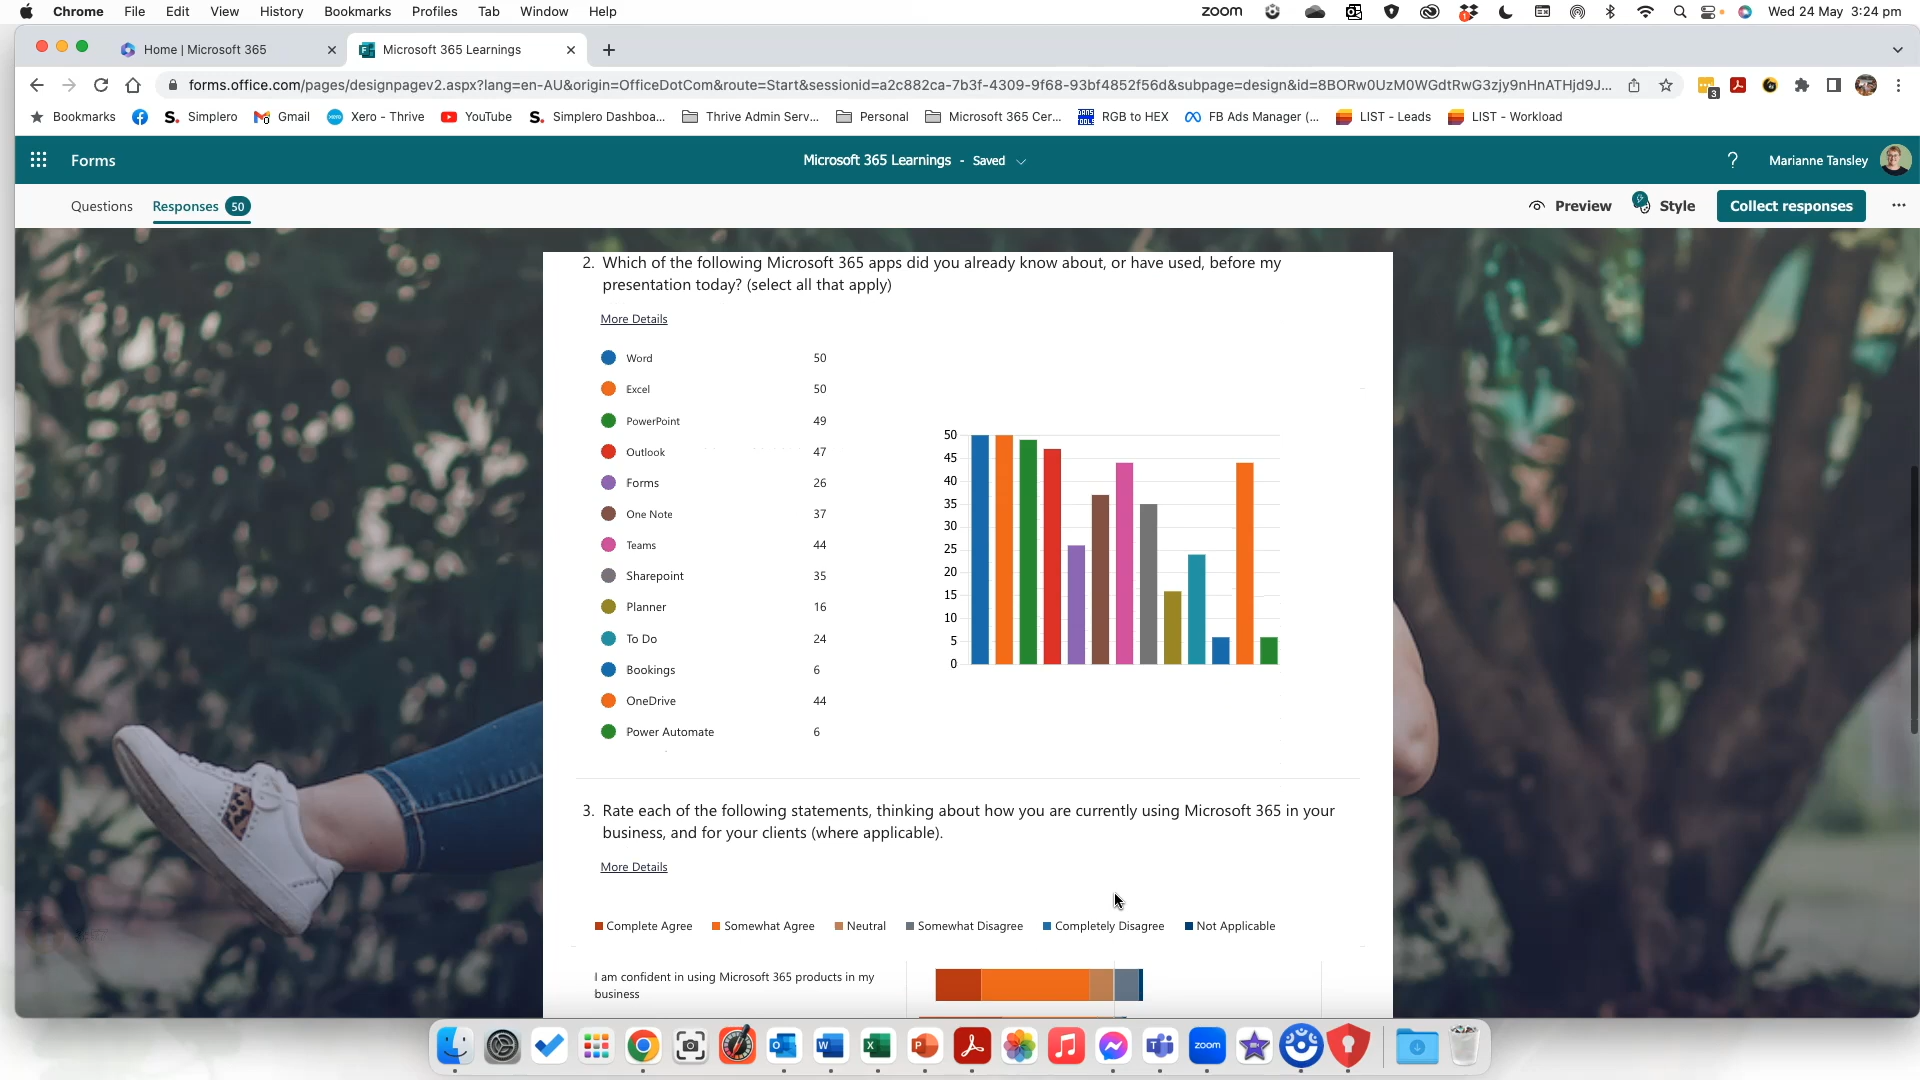 Chrome File Edit View History Bookmarks Profiles Tab Window Help zoom 1 Wed 24 May 3:24 pm
Home | Microsoft 365 Microsoft 365 Learnings
forms.office.com/pages/designpagev2.aspx?lang=en-AU&origin=OfficeDotCom&route=Start&sessionid=a2c882ca-7b3f-4309-9f68-93bf4852f56d&subpage=design&id=8BORw0UzM0WGdtRwG3zjy9nHnATHjd9J... 3
Bookmarks Simplero Gmail xero Xero - Thrive YouTube Simplero Dashboa... Thrive Admin Serv... Personal Microsoft 365 Cer... RGB to HEX FB Ads Manager (... LIST - Leads LIST - Workload
Forms Microsoft 365 Learnings - Saved ? Marianne Tansley
Questions Responses 50 Preview Style Collect responses ...
2. Which of the following Microsoft 365 apps did you already know about, or have used, before my
presentation today? (select all that apply)
More Details
Word 50
Excel 50
PowerPoint 49
Outlook 47
Forms 26
One Note 37
Teams 44
Sharepoint 35
Planner 16
To Do 24
Bookings 6
OneDrive 44
Power Automate 6
50
45
40
35
30
25
20
15
10
5
0
3. Rate each of the following statements, thinking about how you are currently using Microsoft 365 in your
business, and for your clients (where applicable).
More Details
Complete Agree Somewhat Agree Neutral Somewhat Disagree Completely Disagree Not Applicable
I am confident in using Microsoft 365 products in my
business
zoom